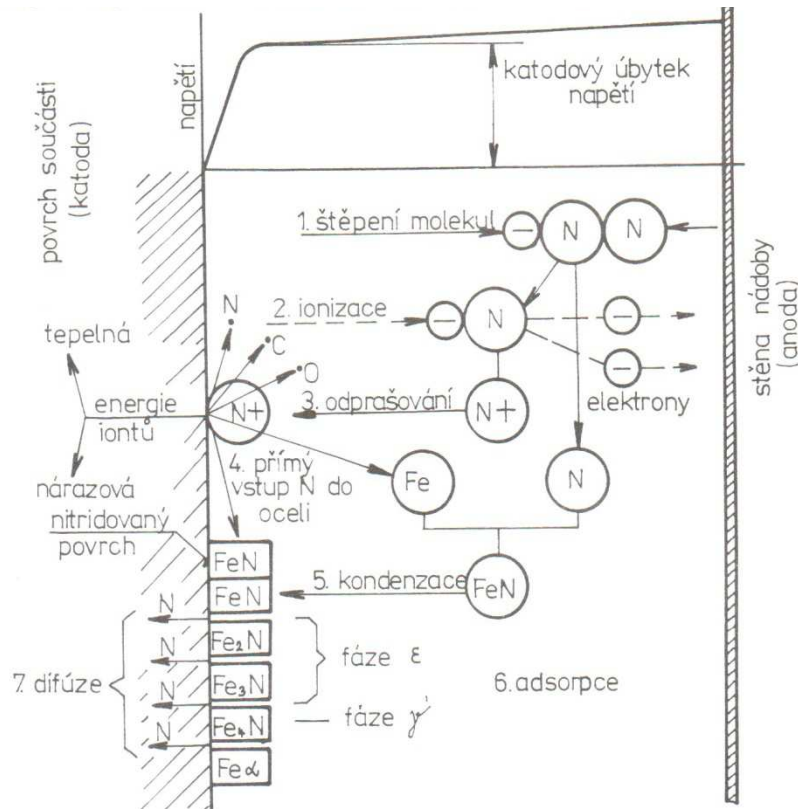 napětí
katodový úbytek
napětí
povrch součásti
(katoda)
1. štěpení molekul
−
N
N
stěna nádoby
(anoda)
N
C
O
2. ionizace
−
N
−
−
elektrony
tepelná
energie
iontů
nárazová
N+
3. odprašování
N+
4. přímý
vstup N do
oceli
Fe
N
nitridovaný
povrch
FeN
FeN
5. kondenzace
FeN
7. difúze
N
N
N
N
Fe₂N
Fe₃N
fáze ε
Fe₄N
fáze γ'
Fe α
6. adsorpce